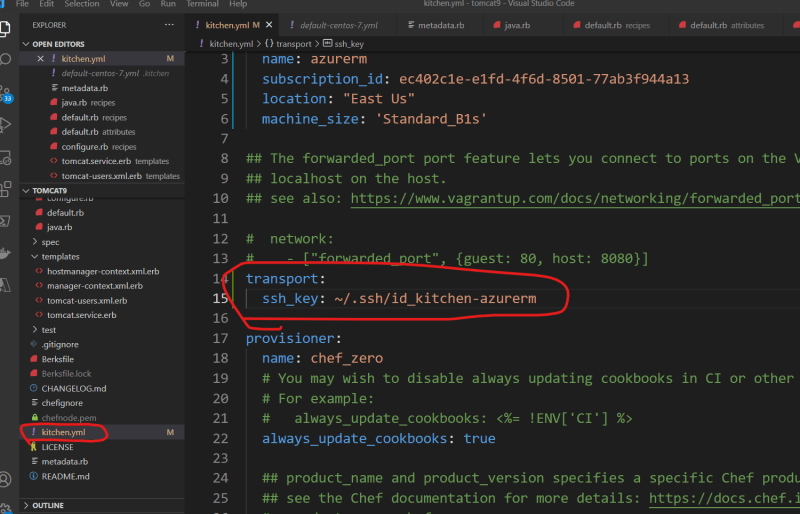 File Edit Selection View Go Run Terminal Help
kitchen.yml - tomcat9 - Visual Studio Code
EXPLORER ...
kitchen.yml M × default-centos-7.yml metadata.rb java.rb default.rb recipes default.rb attributes
! kitchen.yml > {} transport > ssh_key
OPEN EDITORS
× ! kitchen.yml M
! default-centos-7.yml .kitchen
metadata.rb
java.rb recipes
default.rb recipes
default.rb attributes
configure.rb recipes
tomcat.service.erb templates
tomcat-users.xml.erb templates
33
TOMCAT9
configure.rb
default.rb
java.rb
> spec
templates
hostmanager-context.xml.erb
manager-context.xml.erb
tomcat-users.xml.erb
tomcat.service.erb
> test
.gitignore
Berksfile
Berksfile.lock
CHANGELOG.md
chefignore
chefnode.pem
! kitchen.yml M
LICENSE
metadata.rb
README.md
> OUTLINE
3 name: azurerm
4 subscription_id: ec402c1e-e1fd-4f6d-8501-77ab3f944a13
5 location: "East Us"
6 machine_size: 'Standard_B1s'
7
8 ## The forwarded_port port feature lets you connect to ports on the V
9 ## localhost on the host.
10 ## see also: https://www.vagrantup.com/docs/networking/forwarded_port
11
12 # network:
13 # - ["forwarded_port", {guest: 80, host: 8080}]
14 transport:
15 ssh_key: ~/.ssh/id_kitchen-azurerm
16
17 provisioner:
18 name: chef_zero
19 # You may wish to disable always updating cookbooks in CI or other
20 # For example:
21 # always_update_cookbooks: <%= !ENV['CI'] %>
22 always_update_cookbooks: true
23
24 ## product_name and product_version specifies a specific Chef produc
25 ## see the Chef documentation for more details: https://docs.chef.i